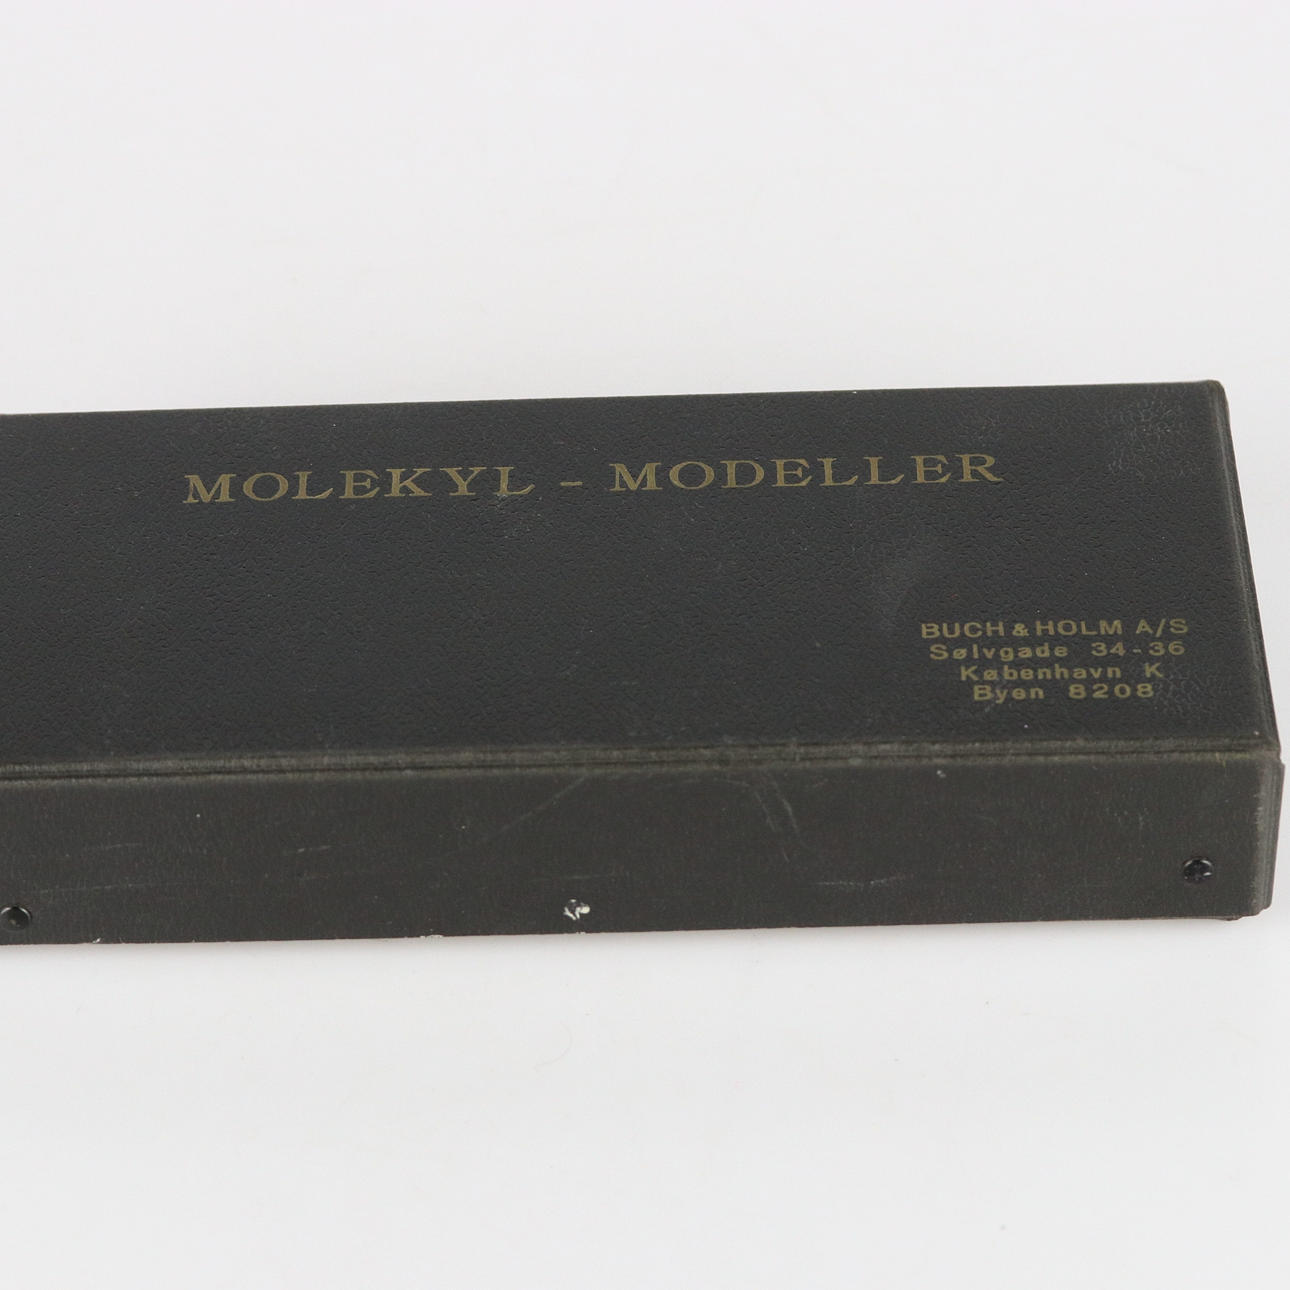 MOLEKYL - MODELLER
BUCH & HOLM A/S
Sølvgade 34-36
København K
Byen 8208